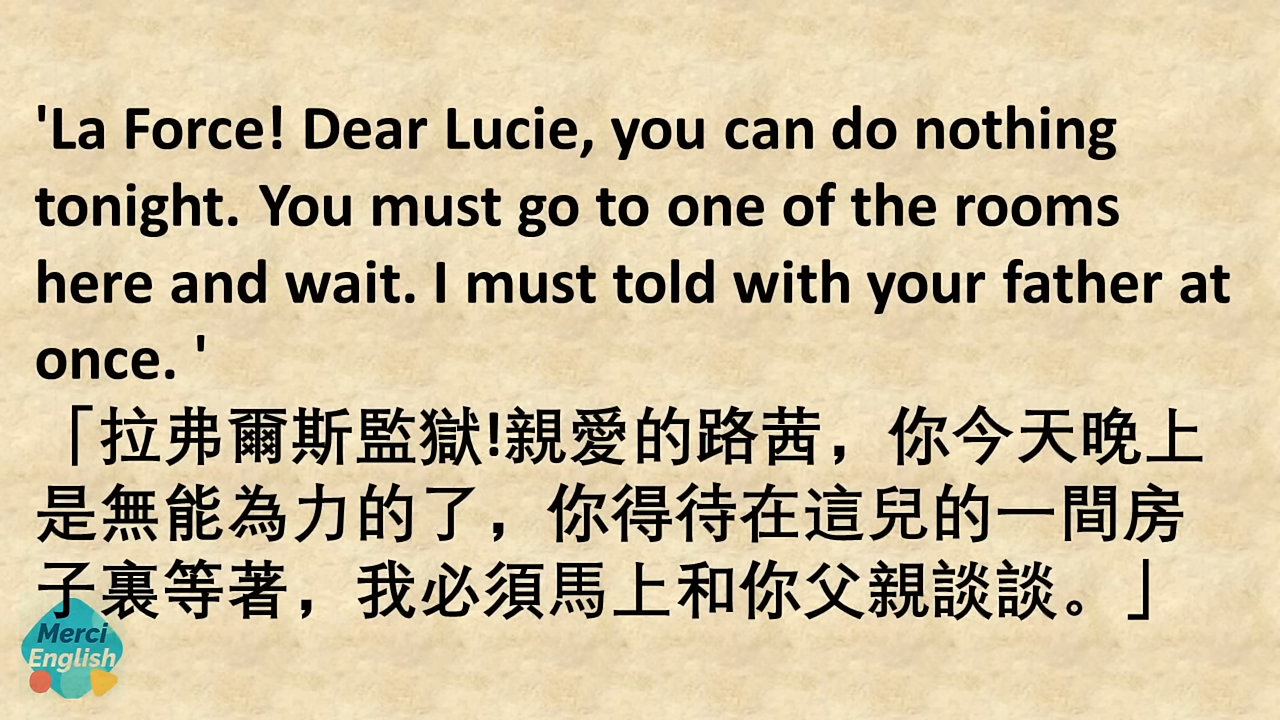 'La Force! Dear Lucie, you can do nothing
tonight. You must go to one of the rooms
here and wait. I must told with your father at
once. '
「拉弗爾斯監獄!親愛的路茜，你今天晚上
是無能為力的了，你得待在這兒的一間房
子裏等著，我必須馬上和你父親談談。」
Merci
English